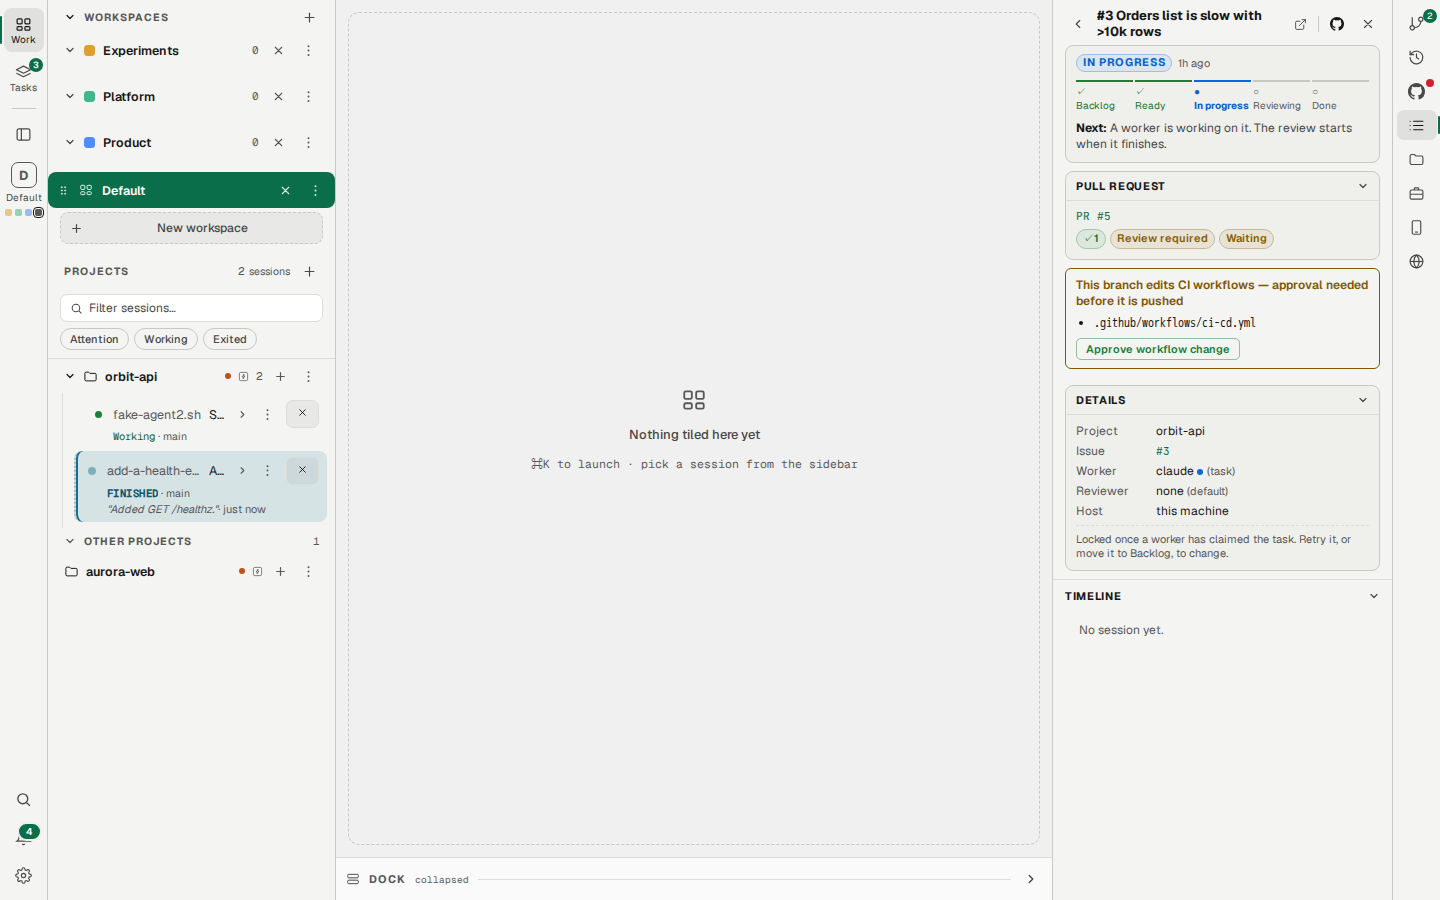 Work
3
Tasks
D
Default
4
WORKSPACES
Experiments 0
Platform 0
Product 0
Default
New workspace
PROJECTS 2 sessions
Filter sessions…
Attention Working Exited
orbit-api 2
fake-agent2.sh S…
Working · main
add-a-health-e… A…
FINISHED · main
"Added GET /healthz." · just now
OTHER PROJECTS 1
aurora-web
Nothing tiled here yet
⌘K to launch · pick a session from the sidebar
DOCK collapsed
#3 Orders list is slow with
>10k rows
IN PROGRESS 1h ago
Backlog Ready In progress Reviewing Done
Next: A worker is working on it. The review starts
when it finishes.
PULL REQUEST
PR #5
✓1 Review required Waiting
This branch edits CI workflows — approval needed
before it is pushed
• .github/workflows/ci-cd.yml
Approve workflow change
DETAILS
Project orbit-api
Issue #3
Worker claude (task)
Reviewer none (default)
Host this machine
Locked once a worker has claimed the task. Retry it, or
move it to Backlog, to change.
TIMELINE
No session yet.
2